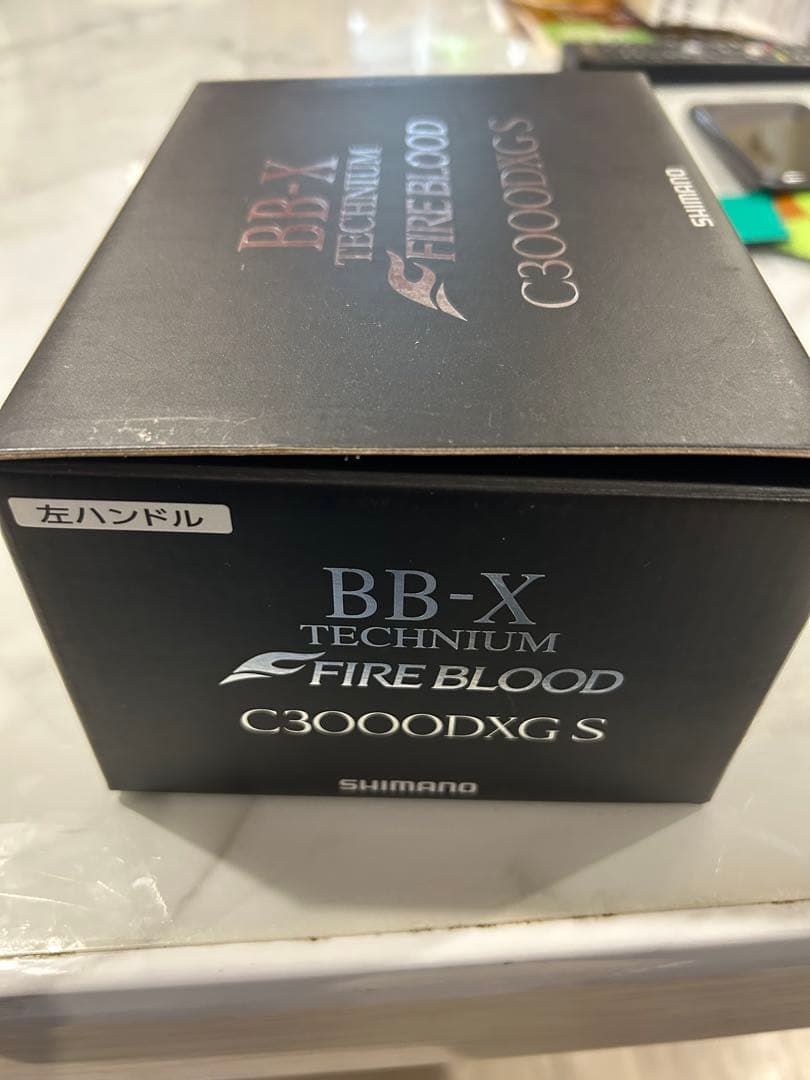 BB-X
TECHNIUM
FIRE BLOOD
C3000DXG S
SHIMANO
左ハンドル
BB-X
TECHNIUM
FIRE BLOOD
C3000DXG S
SHIMANO